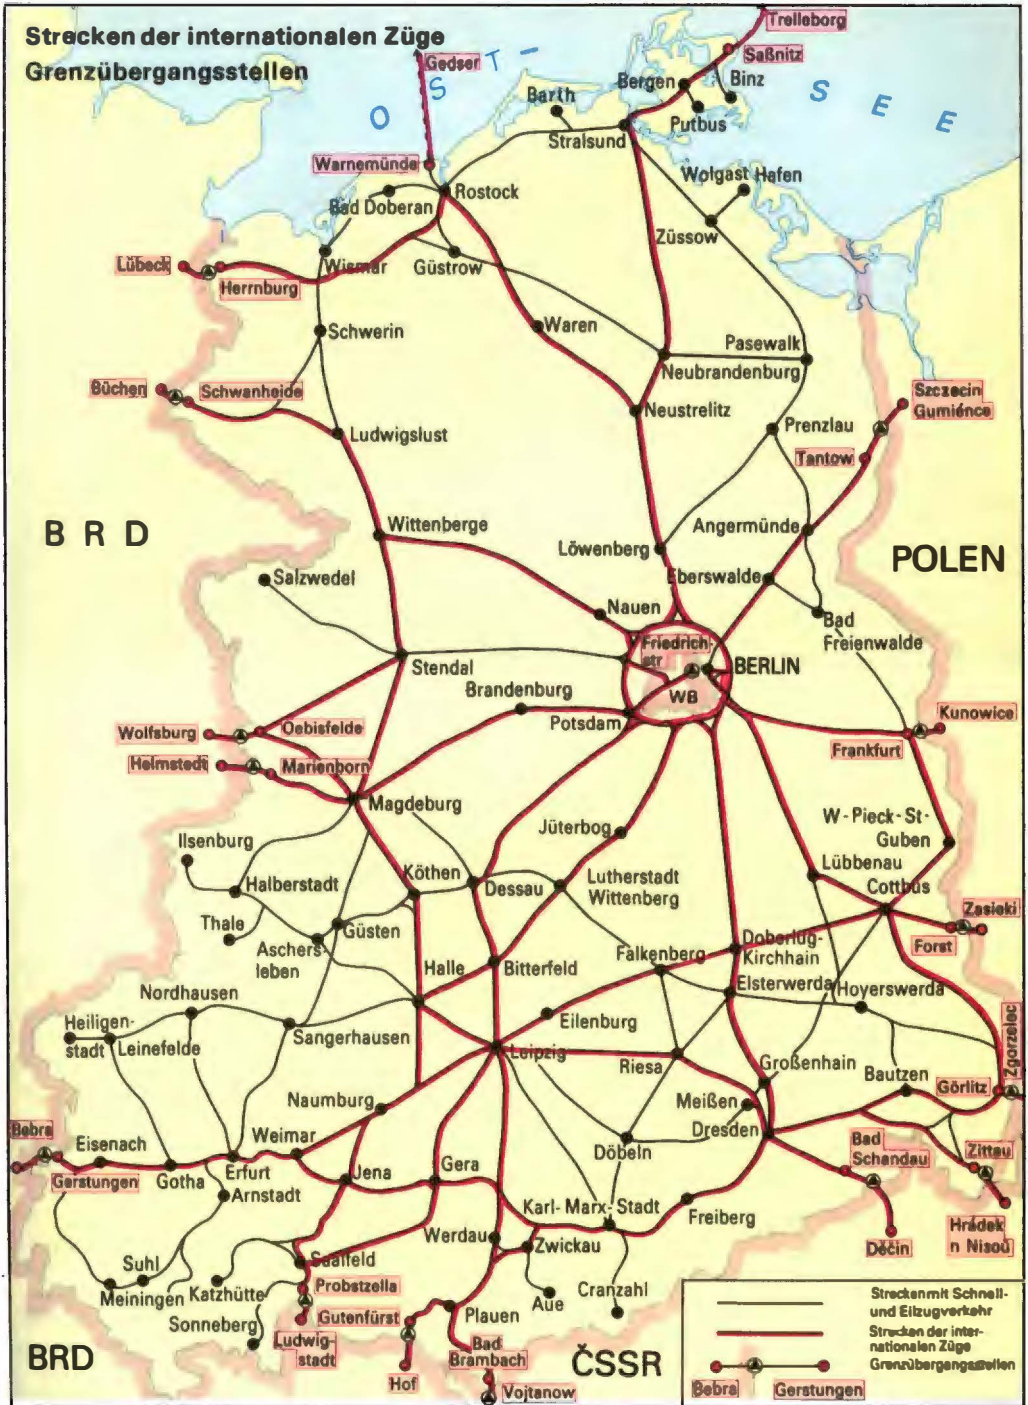 Strecken der internationalen Züge
Grenzübergangsstellen
Trelleborg
Gedser
O S T -
S E E
Saßnitz
Bergen
Binz
Barth
Putbus
Stralsund
Warnemünde
Rostock
Wolgast Hafen
Bad Doberan
Züssow
Lübeck
Wismar
Güstrow
Herrnburg
Schwerin
Waren
Pasewalk
Neubrandenburg
Büchen
Schwanheide
Szczecin
Gumience
Neustrelitz
Prenzlau
Ludwigslust
Tantow
B R D
Wittenberge
Angermünde
Löwenberg
POLEN
Salzwedel
Eberswalde
Nauen
Bad
Freienwalde
Friedrich-
str
Stendal
BERLIN
Brandenburg
WB
Potsdam
Wolfsburg
Oebisfelde
Kunowice
Helmstedt
Marienborn
Frankfurt
Magdeburg
W-Pieck-St-
Guben
Jüterbog
Ilsenburg
Lübbenau
Köthen
Dessau
Lutherstadt
Wittenberg
Cottbus
Halberstadt
Thale
Güsten
Zasieki
Forst
Aschers-
leben
Doberlug-
Kirchhain
Falkenberg
Halle
Bitterfeld
Elsterwerda
Hoyerswerda
Nordhausen
Heiligen-
stadt
Leinefelde
Sangerhausen
Eilenburg
Zgorzelec
Leipzig
Riesa
Großenhain
Bautzen
Görlitz
Naumburg
Meißen
Bebra
Eisenach
Weimar
Dresden
Bad
Schandau
Zittau
Gerstungen
Gotha
Erfurt
Jena
Gera
Döbeln
Arnstadt
Karl-Marx-Stadt
Freiberg
Hrádek
n Nisou
Werdau
Zwickau
Děčín
Suhl
Saalfeld
Meiningen
Katzhütte
Probstzella
Aue
Cranzahl
Sonneberg
Gutenfürst
Plauen
Ludwig-
stadt
Bad
Brambach
BRD
ČSSR
Hof
Vojtanow
Strecken mit Schnell-
und Eilzugverkehr
Strecken der inter-
nationalen Züge
Grenzübergangsstellen
Bebra
Gerstungen